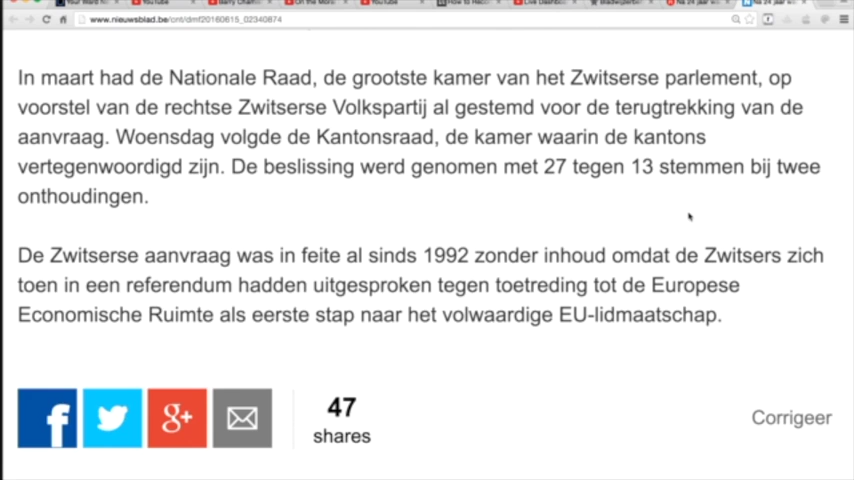 YouTube
YouTube
Live Dashbo
www.nieuwsblad.be/cnt/dmf20160615_02340874
In maart had de Nationale Raad, de grootste kamer van het Zwitserse parlement, op
voorstel van de rechtse Zwitserse Volkspartij al gestemd voor de terugtrekking van de
aanvraag. Woensdag volgde de Kantonsraad, de kamer waarin de kantons
vertegenwoordigd zijn. De beslissing werd genomen met 27 tegen 13 stemmen bij twee
onthoudingen.
De Zwitserse aanvraag was in feite al sinds 1992 zonder inhoud omdat de Zwitsers zich
toen in een referendum hadden uitgesproken tegen toetreding tot de Europese
Economische Ruimte als eerste stap naar het volwaardige EU-lidmaatschap.
f
g+
47
shares
Corrigeer